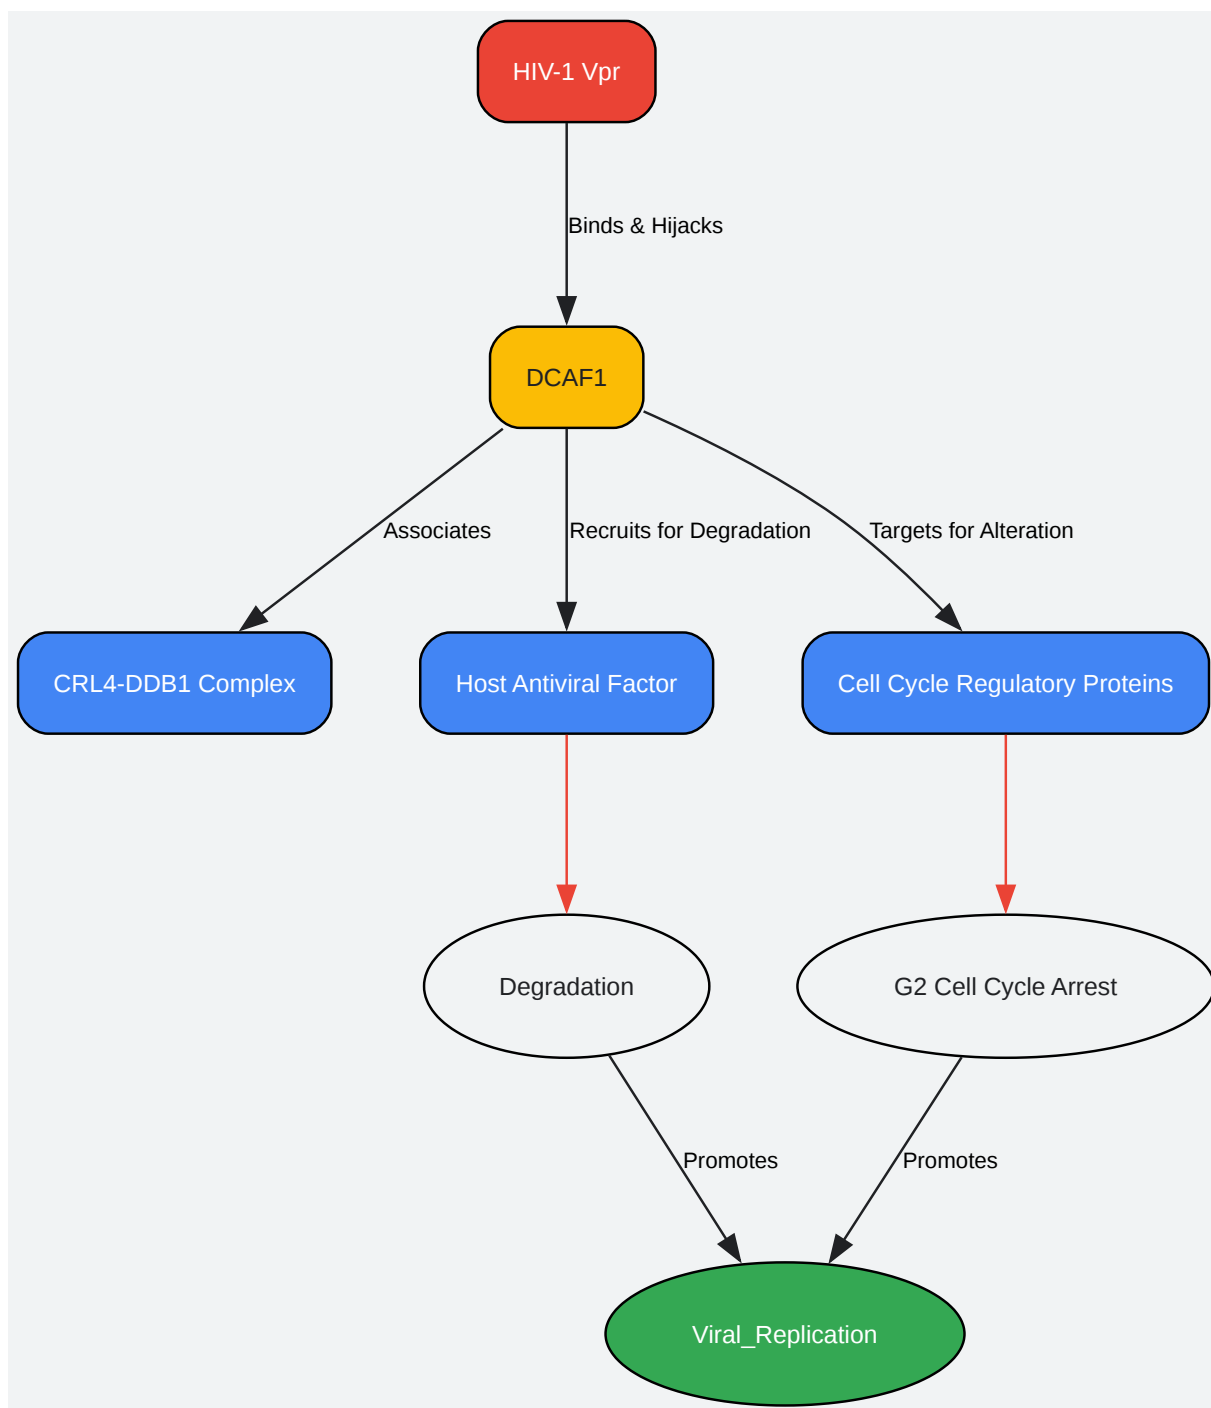 HIV-1 Vpr
Binds & Hijacks
DCAF1
Associates
Recruits for Degradation
Targets for Alteration
CRL4-DDB1 Complex
Host Antiviral Factor
Cell Cycle Regulatory Proteins
Degradation
G2 Cell Cycle Arrest
Promotes
Promotes
Viral_Replication